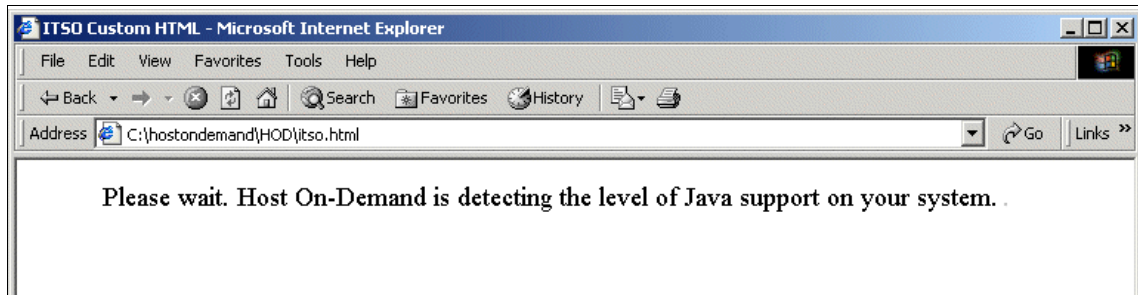 ITSO Custom HTML - Microsoft Internet Explorer
File Edit View Favorites Tools Help
Back Search Favorites History
Address C:\hostondemand\HOD\itso.html Go Links »
Please wait. Host On-Demand is detecting the level of Java support on your system. .